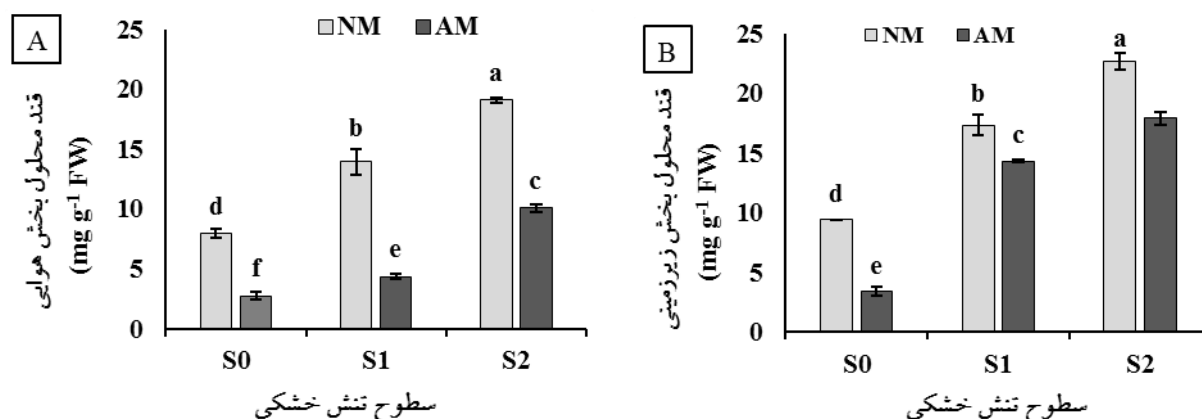 A
قند محلول بخش هوایی
(mg g-1 FW)
25
20
15
10
5
0
NM AM
d
f
b
e
a
c
S0 S1 S2
سطوح تنش خشکی
B
قند محلول بخش زیرزمینی
(mg g-1 FW)
25
20
15
10
5
0
NM AM
d
e
b
c
a
S0 S1 S2
سطوح تنش خشکی